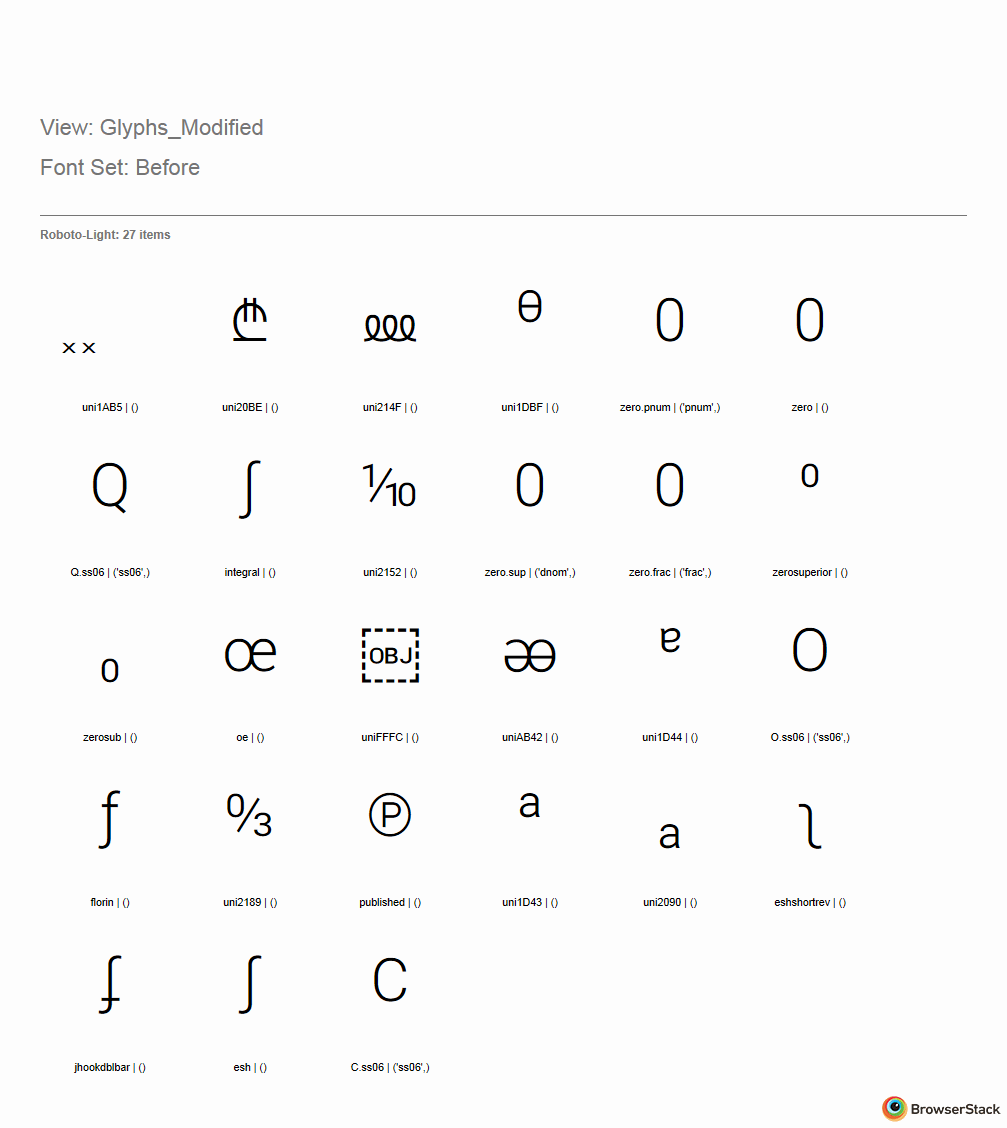 View: Glyphs_Modified
Font Set: Before
Roboto-Light: 27 items
×× ₾ ⅏ ᶿ 0 0
uni1AB5 | () uni20BE | () uni214F | () uni1DBF | () zero.pnum | ('pnum',) zero | ()
Q ∫ ⅒ 0 0 ⁰
Q.ss06 | ('ss06',) integral | () uni2152 | () zero.sup | ('dnom',) zero.frac | ('frac',) zerosuperior | ()
₀ œ OBJ ꭂ ᵄ O
zerosub | () oe | () uniFFFC | () uniAB42 | () uni1D44 | () O.ss06 | ('ss06',)
ƒ ↉ ℗ ᵃ ₐ ʅ
florin | () uni2189 | () published | () uni1D43 | () uni2090 | () eshshortrev | ()
ʄ ʃ C
jhookdblbar | () esh | () C.ss06 | ('ss06',)
BrowserStack